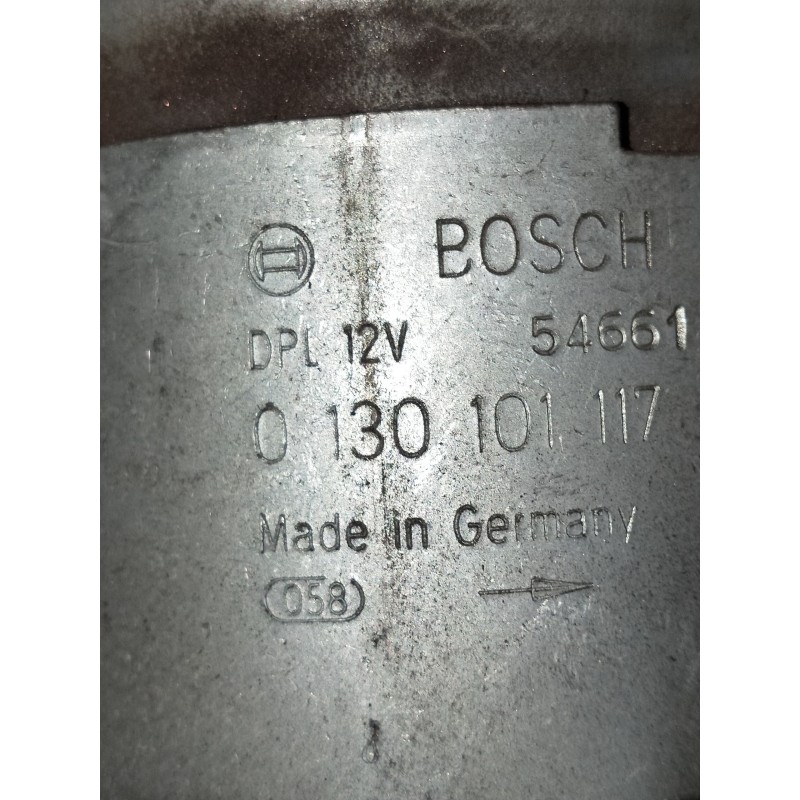 BOSCH
DPL 12V 54661
0 130 101 117
Made in Germany
058